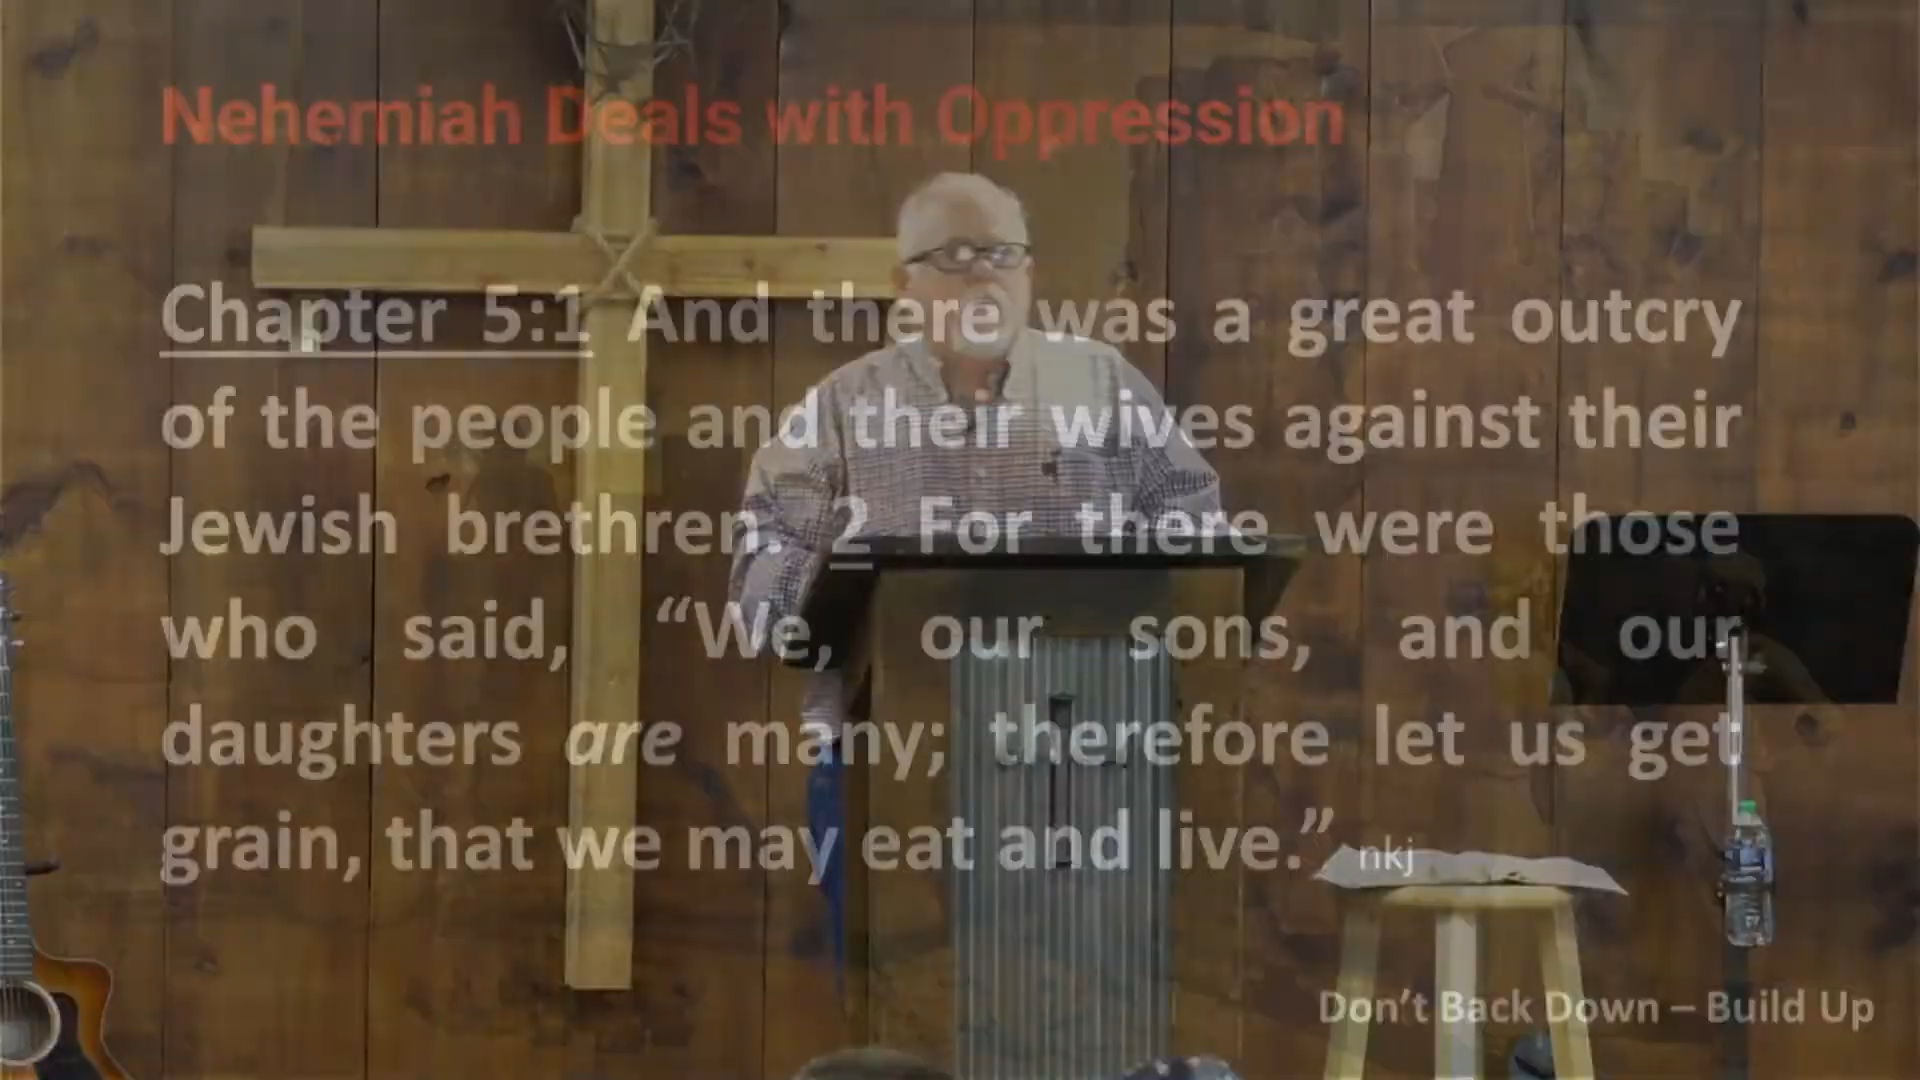 Nehemiah Deals with Oppression
Chapter 5:1 And there was a great outcry
of the people and their wives against their
Jewish brethren. 2 For there were those
who said, “We, our sons, and our
daughters are many; therefore let us get
grain, that we may eat and live.” nkj
Don’t Back Down – Build Up